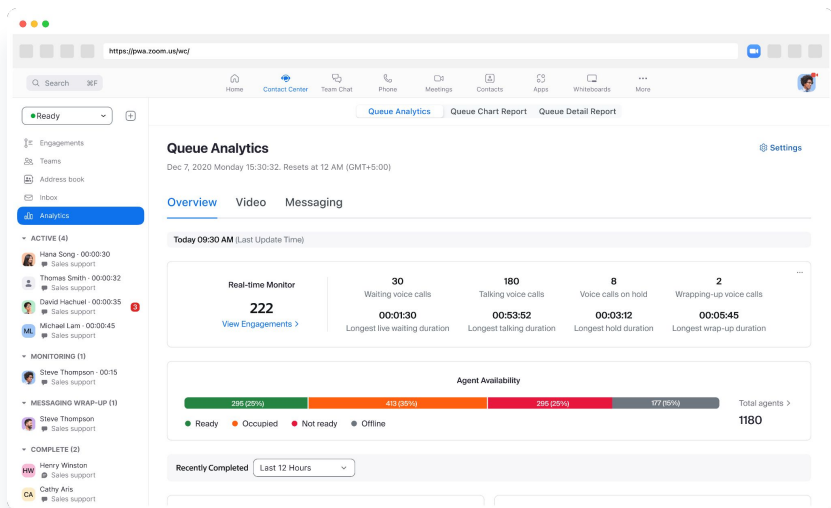 https://pwa.zoom.us/wc/
Search ⌘F
Home
Contact Center
Team Chat
Phone
Meetings
Contacts
Apps
Whiteboards
More
Ready
Queue Analytics
Queue Chart Report
Queue Detail Report
Engagements
Teams
Address book
Inbox
Analytics
ACTIVE (4)
Hana Song · 00:00:30
Sales support
Thomas Smith · 00:00:32
Sales support
David Hachuel · 00:00:35
Sales support
3
ML
Michael Lam · 00:00:45
Sales support
MONITORING (1)
Steve Thompson · 00:15
Sales support
MESSAGING WRAP-UP (1)
Steve Thompson
Sales support
COMPLETE (2)
HW
Henry Winston
Sales support
CA
Cathy Aris
Sales support
Queue Analytics
Settings
Dec 7, 2020 Monday 15:30:32. Resets at 12 AM (GMT+5:00)
Overview
Video
Messaging
Today 09:30 AM (Last Update Time)
Real-time Monitor
222
View Engagements >
30
Waiting voice calls
180
Talking voice calls
8
Voice calls on hold
2
Wrapping-up voice calls
00:01:30
Longest live waiting duration
00:53:52
Longest talking duration
00:03:12
Longest hold duration
00:05:45
Longest wrap-up duration
Agent Availability
295 (25%)
413 (35%)
295 (25%)
177 (15%)
Total agents >
1180
Ready
Occupied
Not ready
Offline
Recently Completed
Last 12 Hours